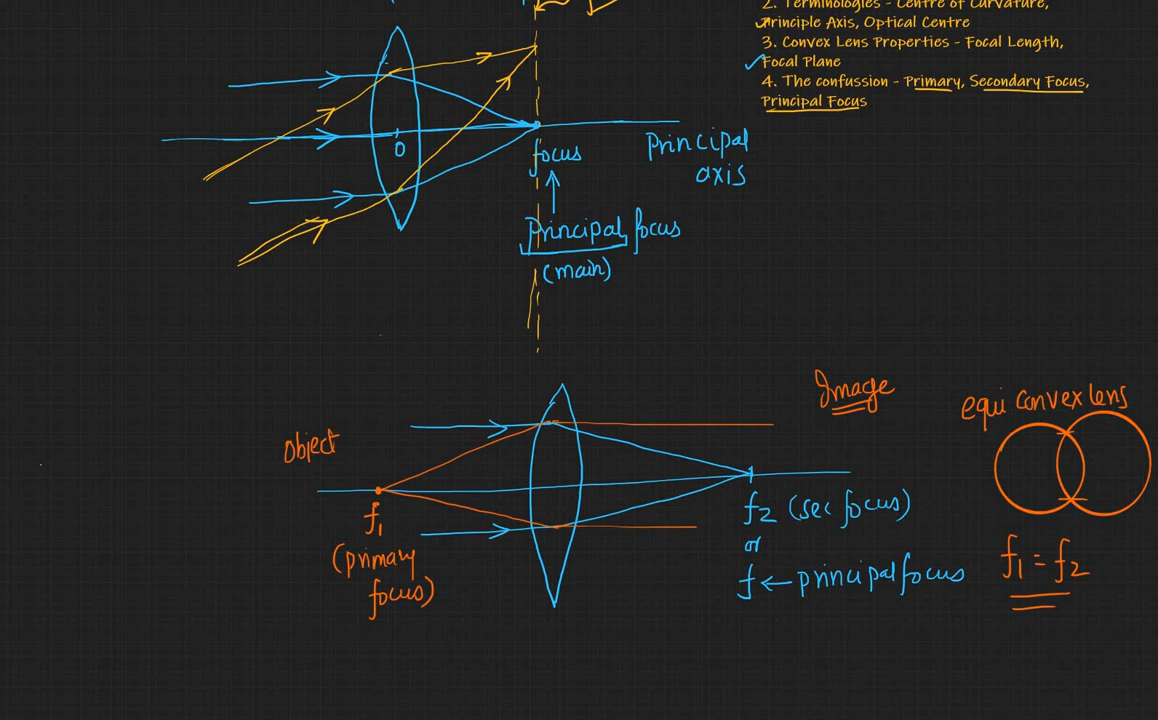 2. Terminologies - Centre of Curvature,
Principle Axis, Optical Centre
3. Convex Lens Properties - Focal Length,
Focal Plane
4. The confussion - Primary, Secondary Focus,
Principal Focus
O
focus
Principal
axis
Principal focus
(main)
Image
equi convex lens
Object
f1
(primary
focus)
f2 (sec focus)
or
f ← principal focus
f1 = f2